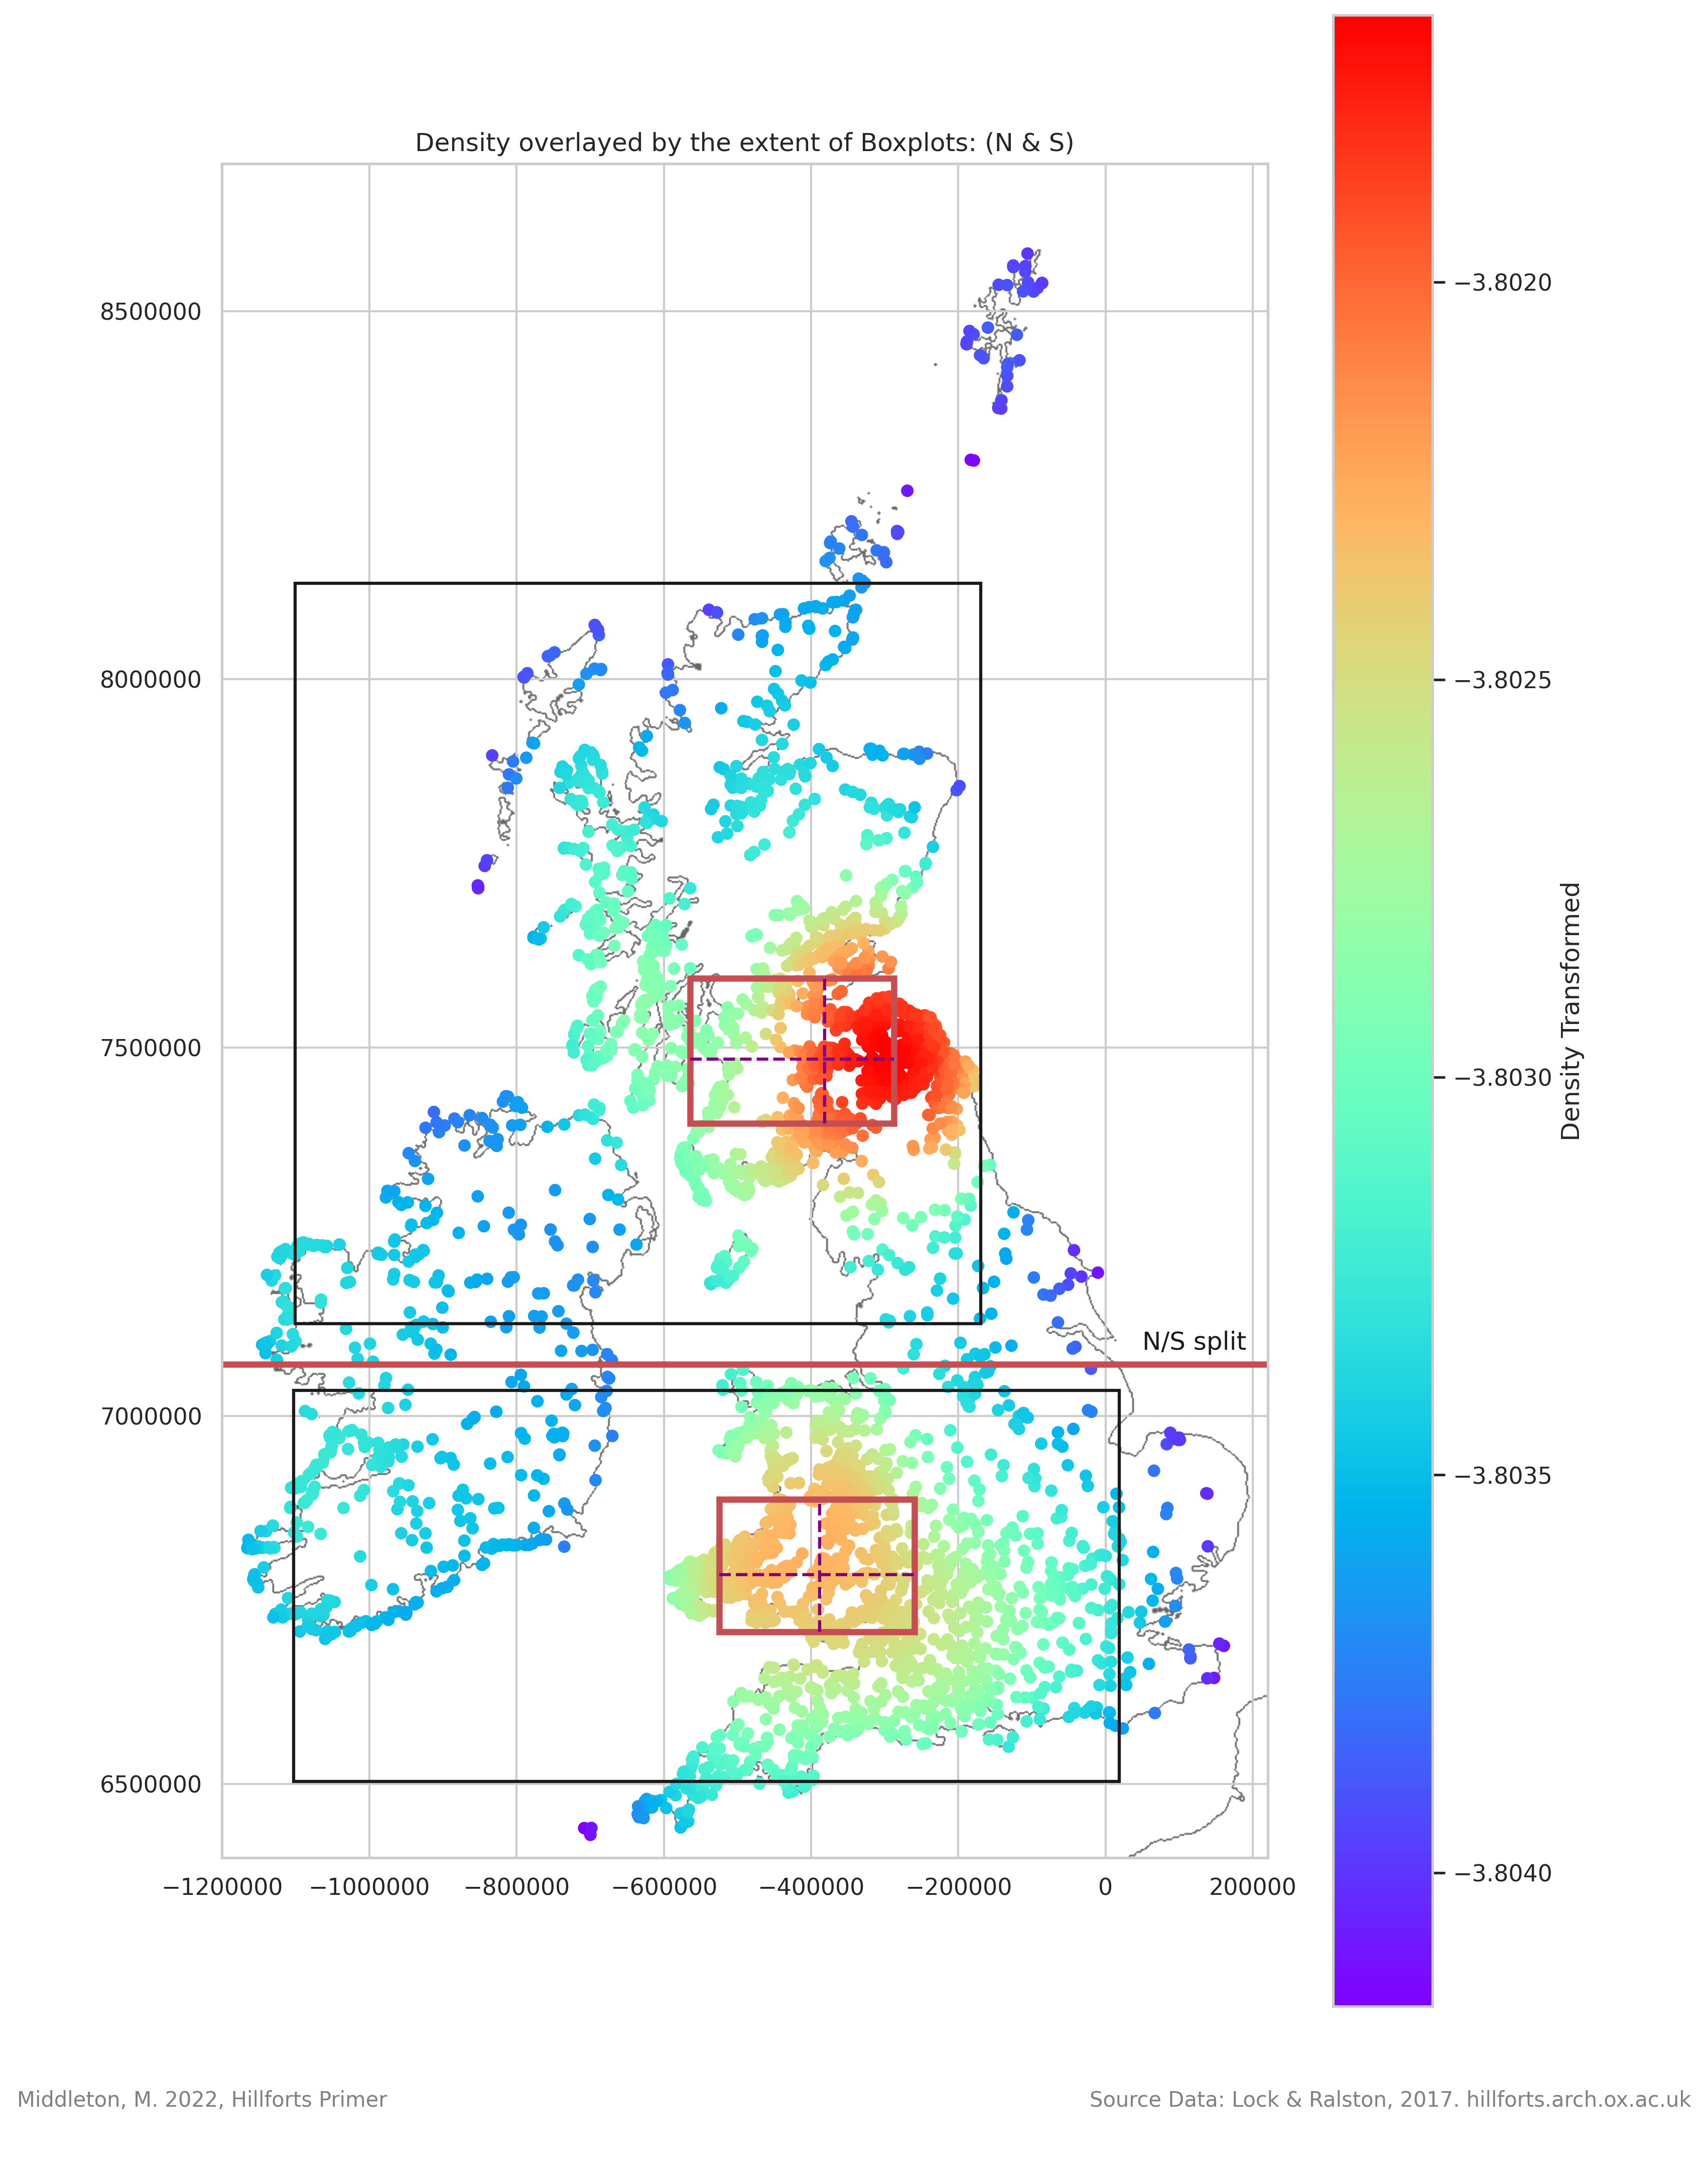 Density overlayed by the extent of Boxplots: (N & S)
8500000
8000000
7500000
7000000
6500000
N/S split
−1200000 −1000000 −800000 −600000 −400000 −200000 0 200000
−3.8020
−3.8025
−3.8030
−3.8035
−3.8040
Density Transformed
Middleton, M. 2022, Hillforts Primer
Source Data: Lock & Ralston, 2017. hillforts.arch.ox.ac.uk